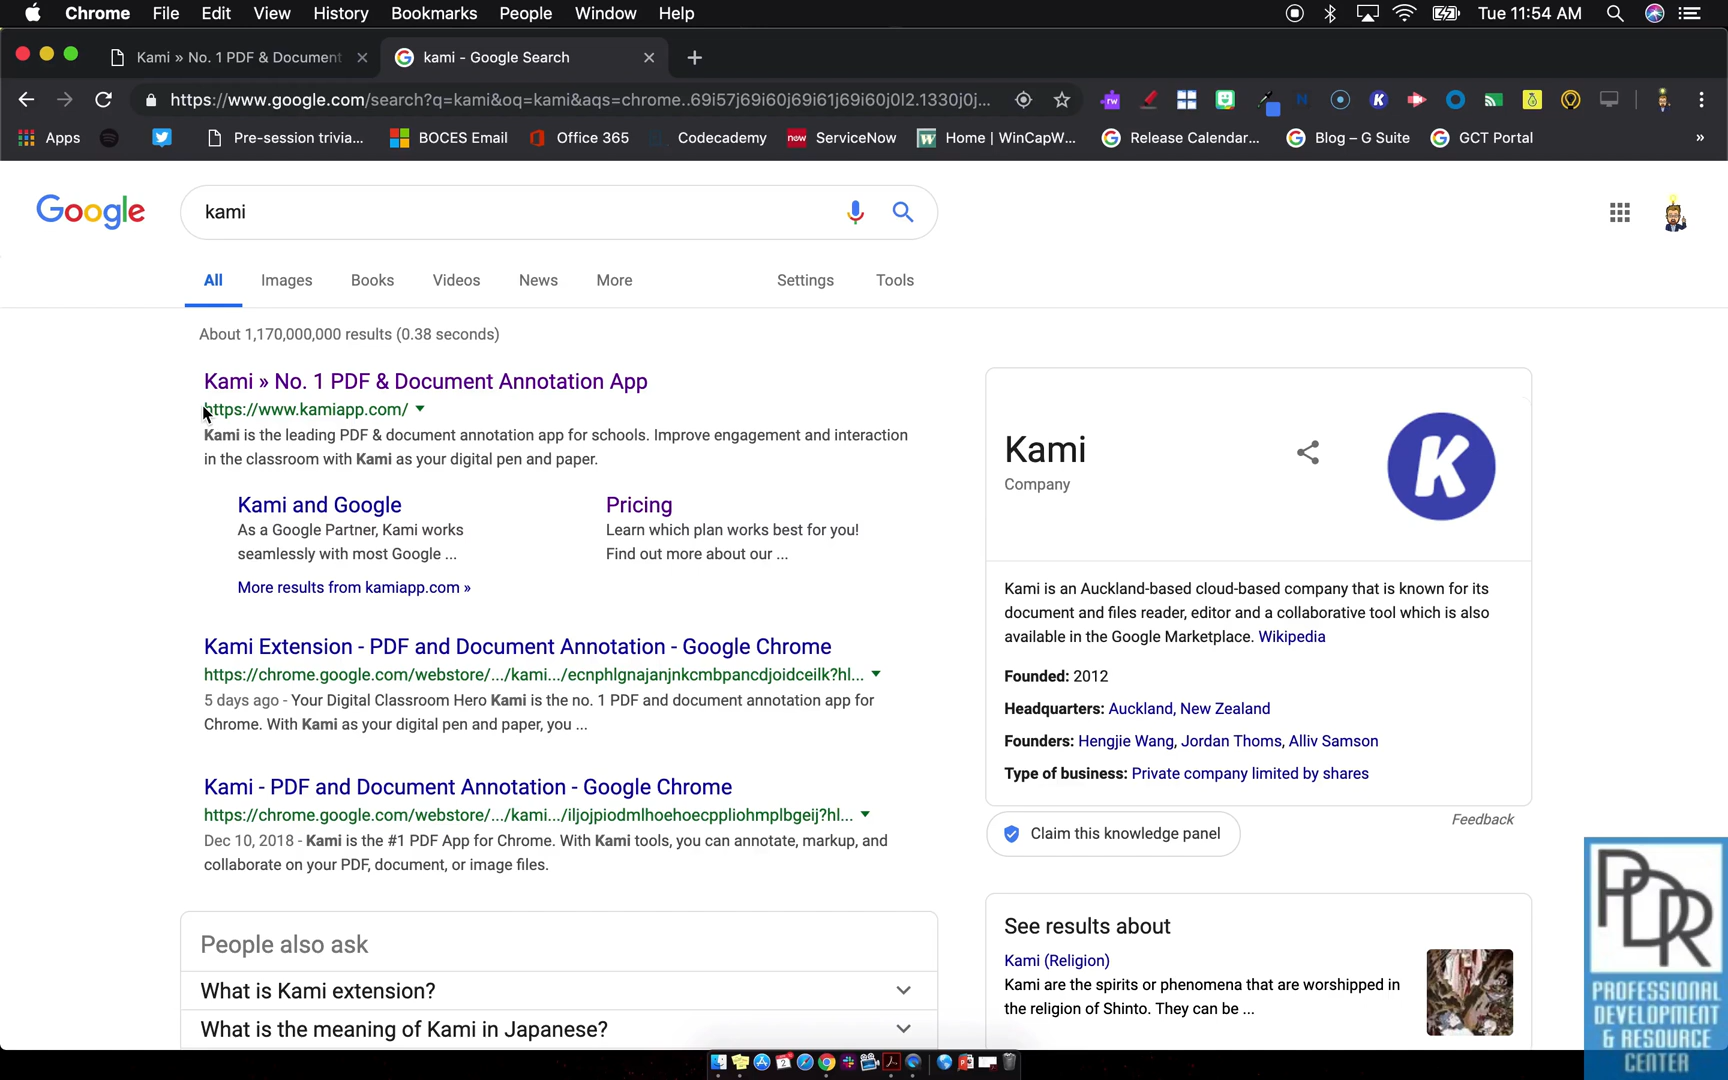 Chrome File Edit View History Bookmarks People Window Help Tue 11:54 AM
Kami » No. 1 PDF & Document kami - Google Search
https://www.google.com/search?q=kami&oq=kami&aqs=chrome..69i57j69i60j69i61j69i60j0l2.1330j0j...
Apps Pre-session trivia... BOCES Email Office 365 Codecademy now ServiceNow Home | WinCapW... Release Calendar... Blog – G Suite GCT Portal »
Google kami
All Images Books Videos News More Settings Tools
About 1,170,000,000 results (0.38 seconds)
Kami » No. 1 PDF & Document Annotation App
https://www.kamiapp.com/
Kami is the leading PDF & document annotation app for schools. Improve engagement and interaction
in the classroom with Kami as your digital pen and paper.
Kami and Google
As a Google Partner, Kami works
seamlessly with most Google ...
Pricing
Learn which plan works best for you!
Find out more about our ...
More results from kamiapp.com »
Kami Extension - PDF and Document Annotation - Google Chrome
https://chrome.google.com/webstore/.../kami.../ecnphlgnajanjnkcmbpancdjoidceilk?hl...
5 days ago - Your Digital Classroom Hero Kami is the no. 1 PDF and document annotation app for
Chrome. With Kami as your digital pen and paper, you ...
Kami - PDF and Document Annotation - Google Chrome
https://chrome.google.com/webstore/.../kami.../iljojpiodmlhoehoecppliohmplbgeij?hl...
Dec 10, 2018 - Kami is the #1 PDF App for Chrome. With Kami tools, you can annotate, markup, and
collaborate on your PDF, document, or image files.
People also ask
What is Kami extension?
What is the meaning of Kami in Japanese?
Kami
Company
K
Kami is an Auckland-based cloud-based company that is known for its
document and files reader, editor and a collaborative tool which is also
available in the Google Marketplace. Wikipedia
Founded: 2012
Headquarters: Auckland, New Zealand
Founders: Hengjie Wang, Jordan Thoms, Alliv Samson
Type of business: Private company limited by shares
Feedback
Claim this knowledge panel
See results about
Kami (Religion)
Kami are the spirits or phenomena that are worshipped in
the religion of Shinto. They can be ...
PDR
PROFESSIONAL
DEVELOPMENT
& RESOURCE
CENTER